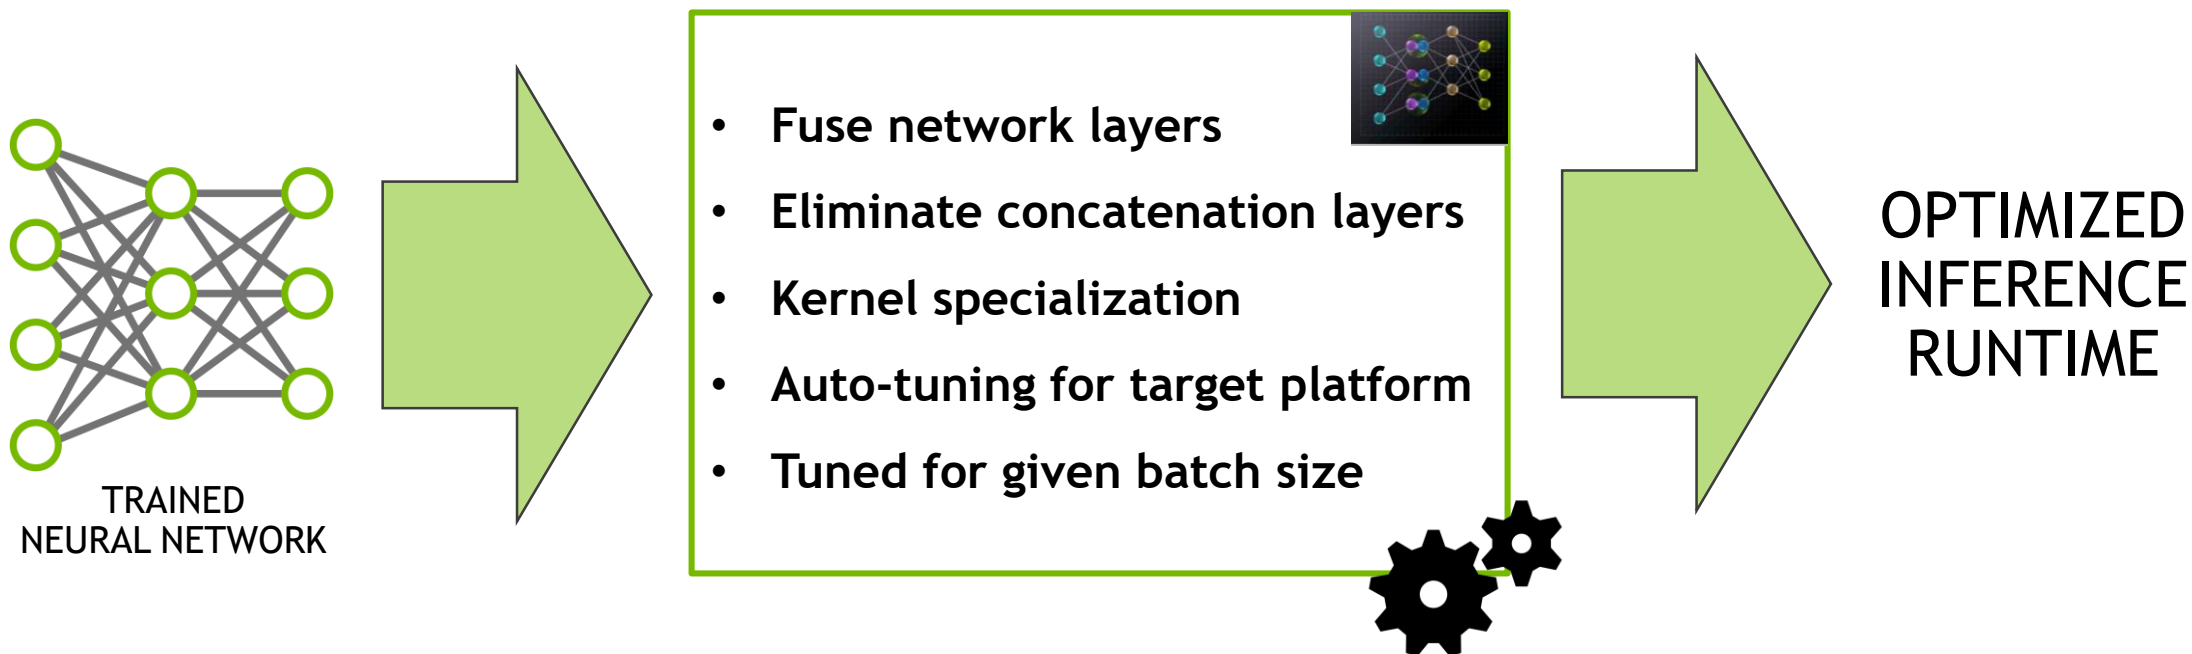 TRAINED
NEURAL NETWORK
• Fuse network layers
• Eliminate concatenation layers
• Kernel specialization
• Auto-tuning for target platform
• Tuned for given batch size
OPTIMIZED
INFERENCE
RUNTIME